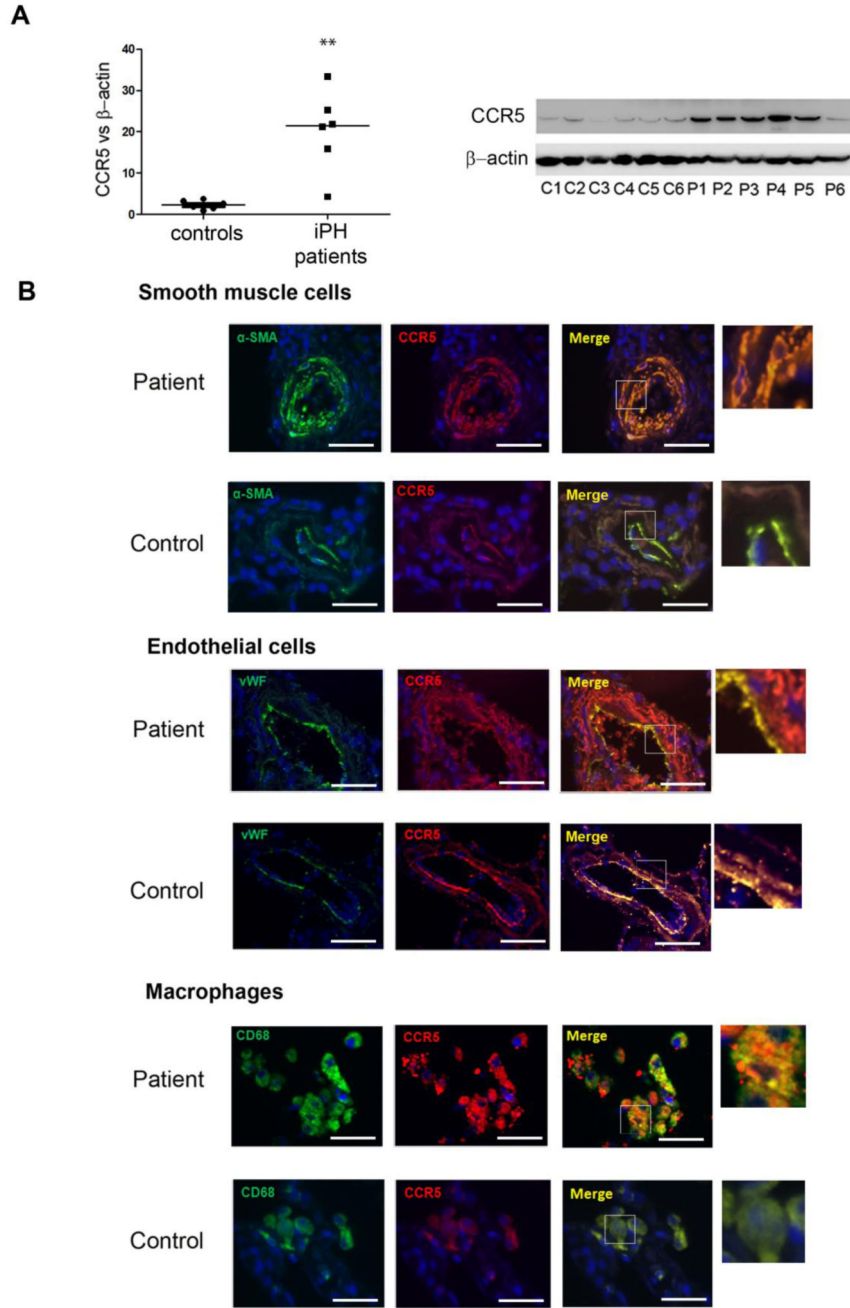 A
**
40
30
20
10
0
CCR5 vs β–actin
controls
iPH
patients
CCR5
β–actin
C1 C2 C3 C4 C5 C6 P1 P2 P3 P4 P5 P6
B
Smooth muscle cells
Patient
α-SMA CCR5 Merge
Control
α-SMA CCR5 Merge
Endothelial cells
Patient
vWF CCR5 Merge
Control
vWF CCR5 Merge
Macrophages
Patient
CD68 CCR5 Merge
Control
CD68 CCR5 Merge